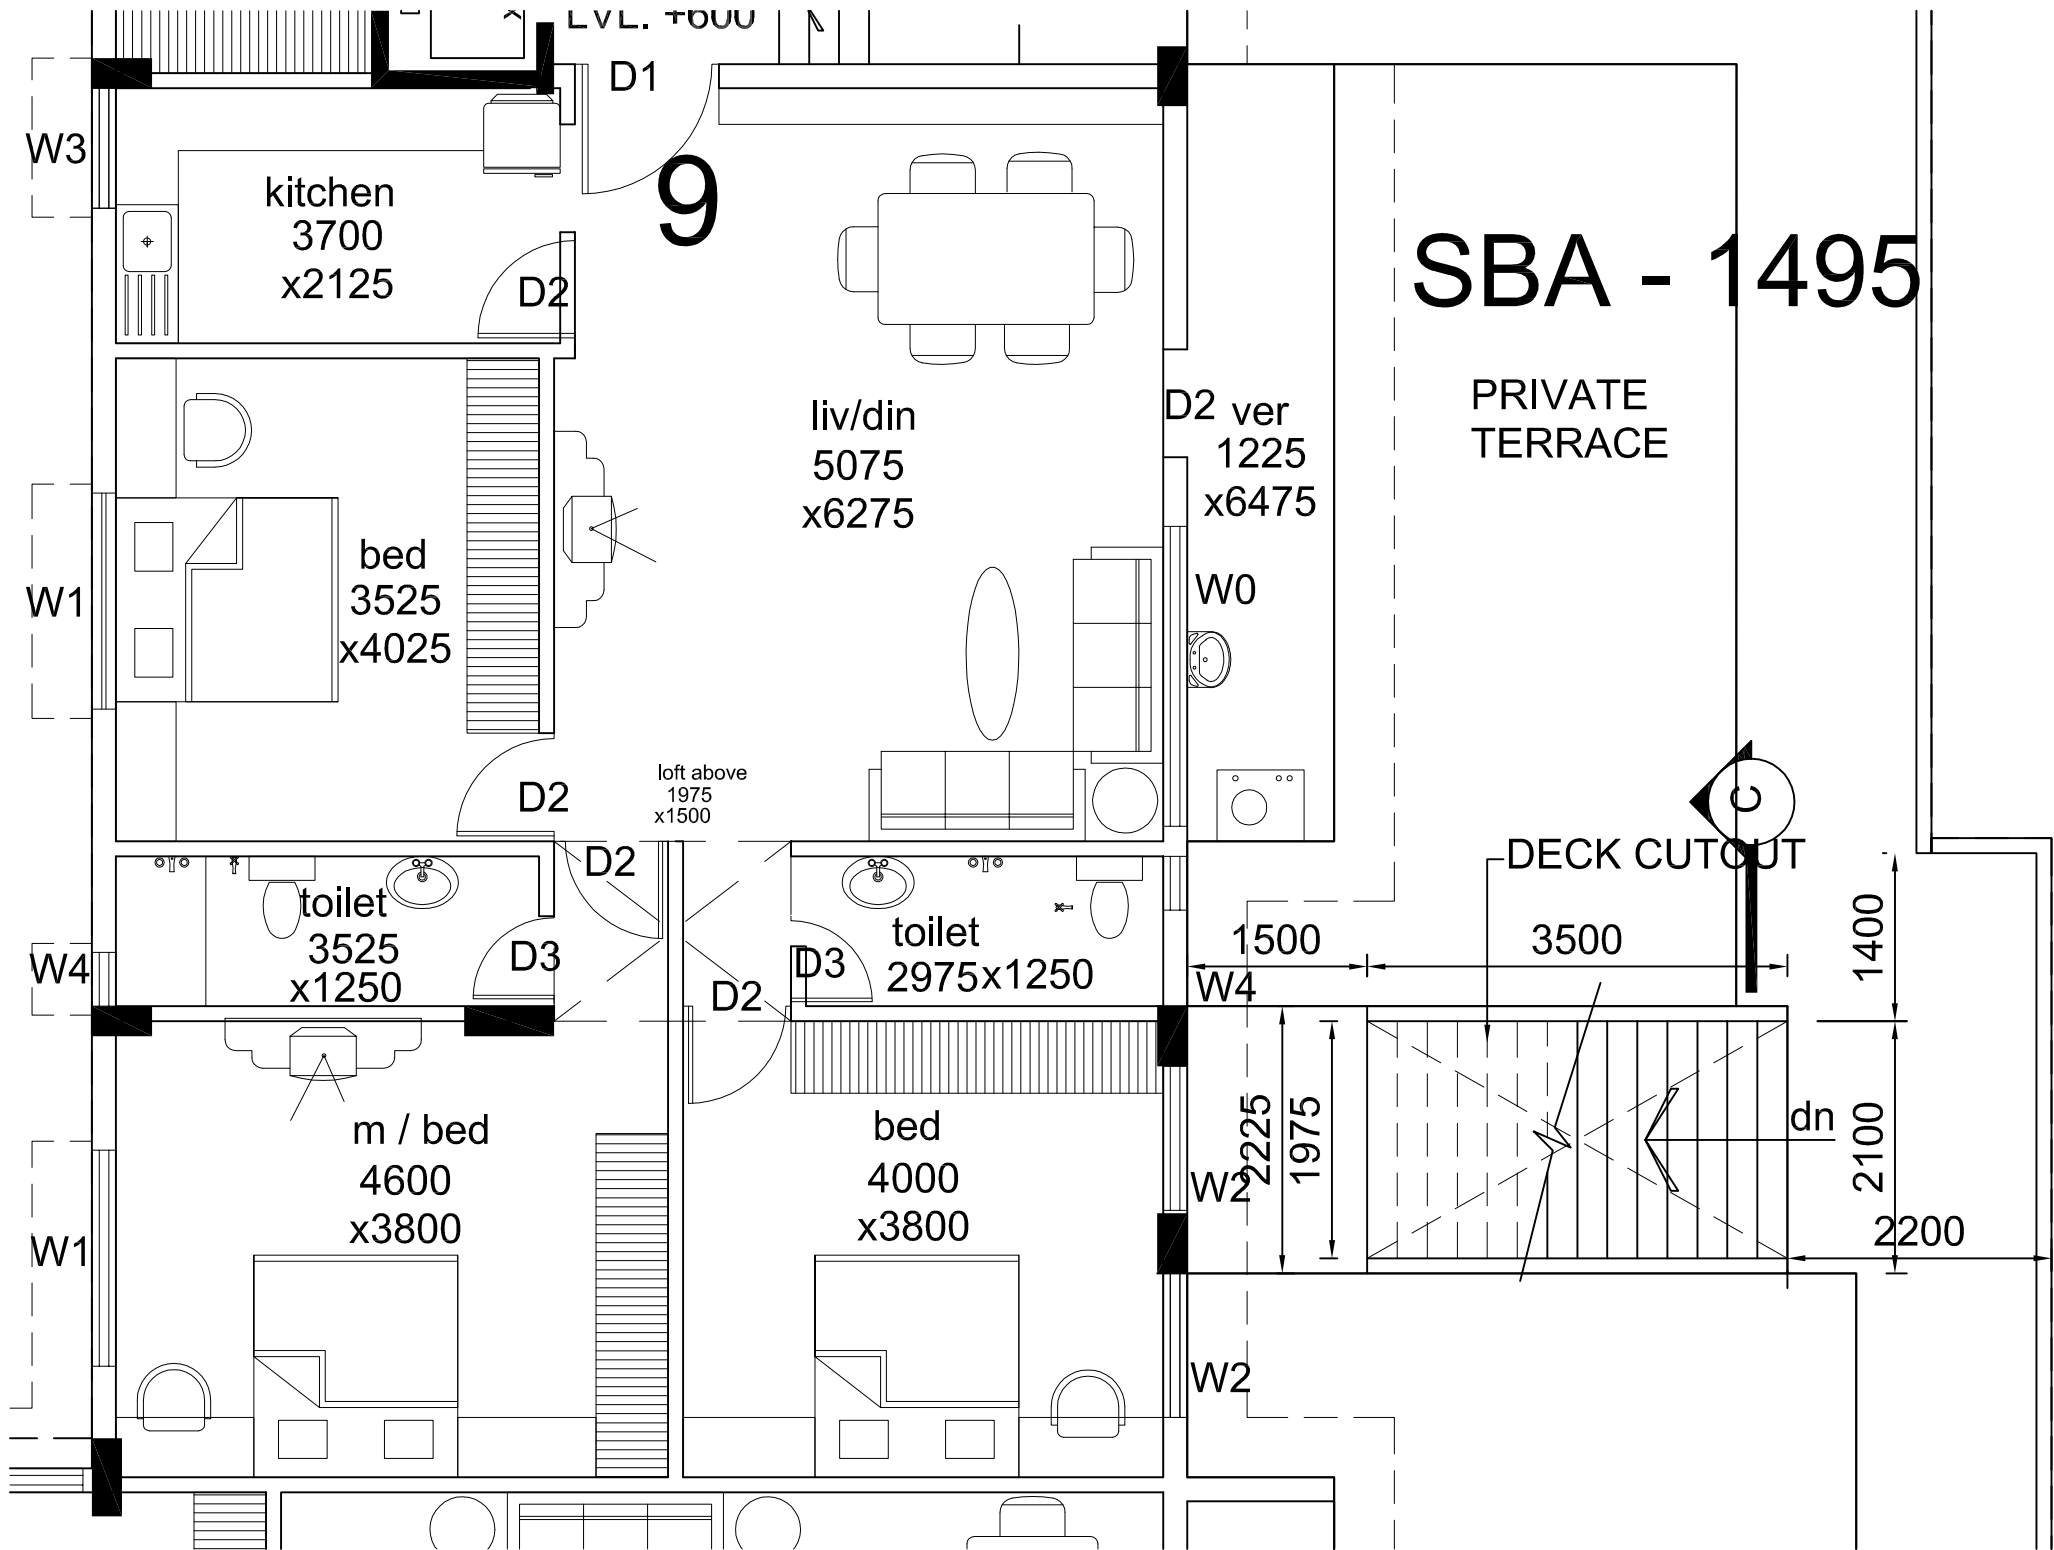 LVL. +600
D1
W3
kitchen
3700
x2125
D2
9
SBA - 1495
PRIVATE
TERRACE
liv/din
5075
x6275
D2
ver
1225
x6475
W0
W1
bed
3525
x4025
D2
loft above
1975
x1500
C
DECK CUTOUT
D2
toilet
3525
x1250
D3
W4
toilet
2975x1250
D3
D2
W4
1500
3500
1400
2225
1975
2100
dn
2200
m / bed
4600
x3800
W1
bed
4000
x3800
W2
W2